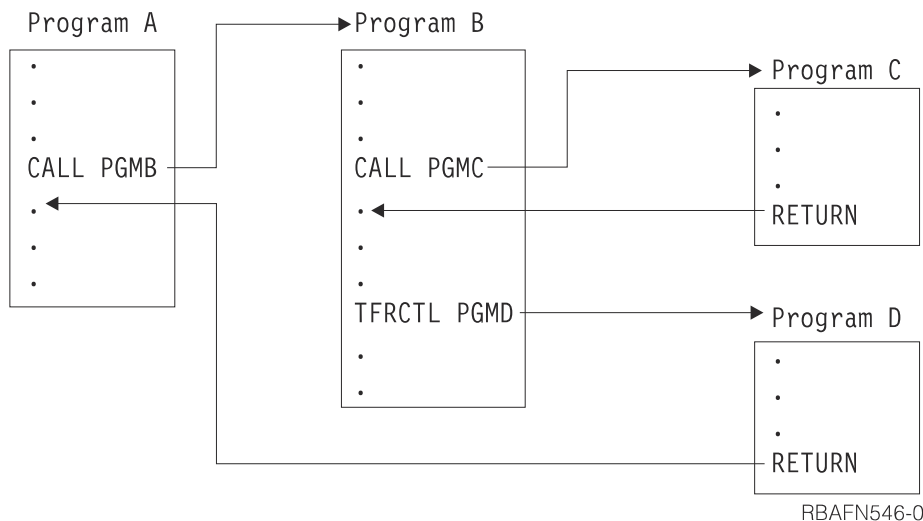 Program A
.
.
.
CALL PGMB
.
.
.
Program B
.
.
.
CALL PGMC
.
.
.
TFRCTL PGMD
.
.
Program C
.
.
.
RETURN
Program D
.
.
.
RETURN
RBAFN546-0